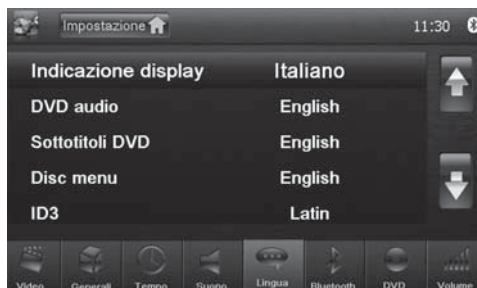 Impostazione 11:30
Indicazione display Italiano
DVD audio English
Sottotitoli DVD English
Disc menu English
ID3 Latin
Video Generali Tempo Suono Lingua Bluetooth DVD Volume